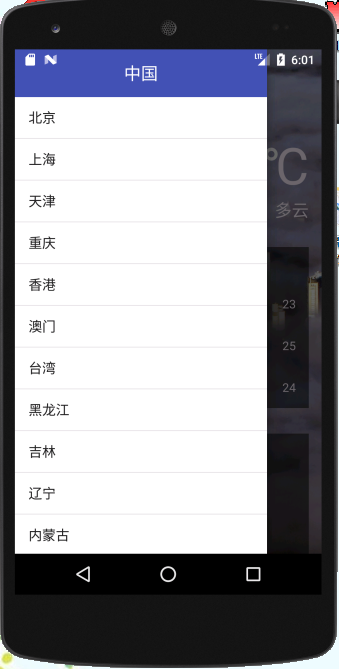 LTE 6:01
中国
北京
上海
天津
重庆
香港
澳门
台湾
黑龙江
吉林
辽宁
内蒙古
°C
多云
23
25
24